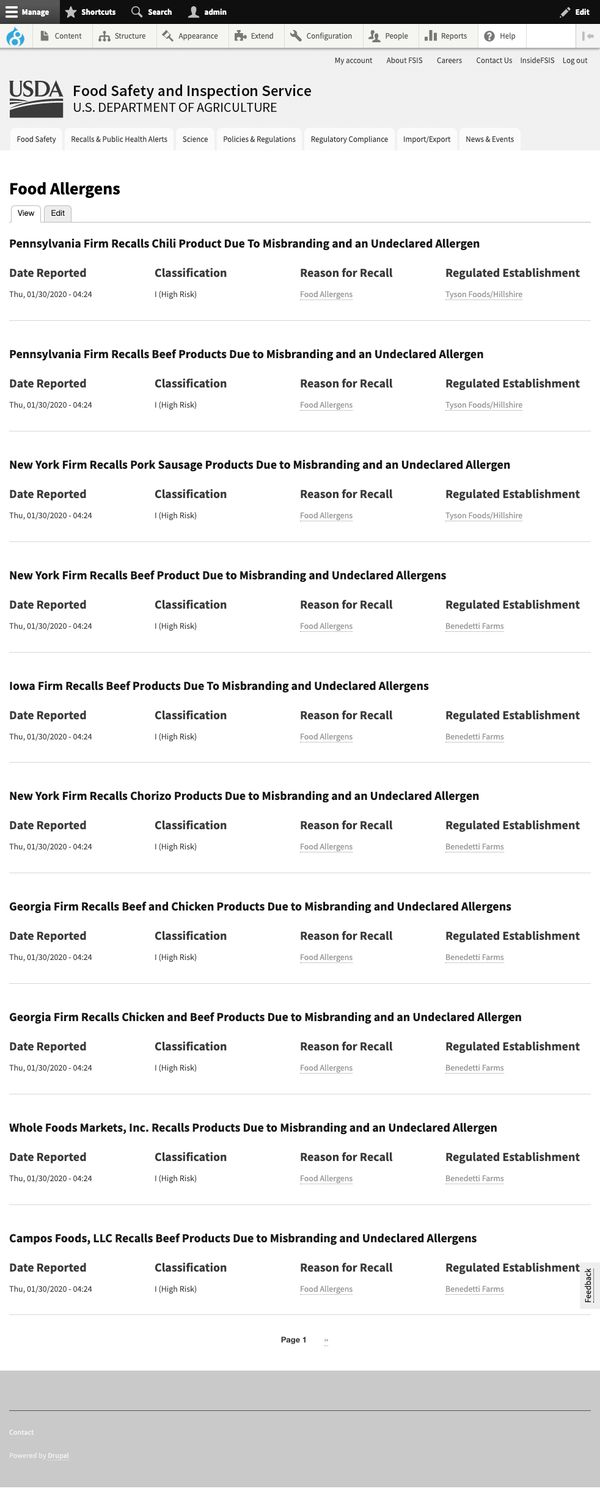 Manage Shortcuts Search admin Edit
Content Structure Appearance Extend Configuration People Reports Help
My account About FSIS Careers Contact Us InsideFSIS Log out
USDA Food Safety and Inspection Service
U.S. DEPARTMENT OF AGRICULTURE
Food Safety Recalls & Public Health Alerts Science Policies & Regulations Regulatory Compliance Import/Export News & Events
Food Allergens
View Edit
Pennsylvania Firm Recalls Chili Product Due To Misbranding and an Undeclared Allergen
Date Reported Classification Reason for Recall Regulated Establishment
Thu, 01/30/2020 - 04:24 I (High Risk) Food Allergens Tyson Foods/Hillshire
Pennsylvania Firm Recalls Beef Products Due to Misbranding and an Undeclared Allergen
Date Reported Classification Reason for Recall Regulated Establishment
Thu, 01/30/2020 - 04:24 I (High Risk) Food Allergens Tyson Foods/Hillshire
New York Firm Recalls Pork Sausage Products Due to Misbranding and an Undeclared Allergen
Date Reported Classification Reason for Recall Regulated Establishment
Thu, 01/30/2020 - 04:24 I (High Risk) Food Allergens Tyson Foods/Hillshire
New York Firm Recalls Beef Product Due to Misbranding and Undeclared Allergens
Date Reported Classification Reason for Recall Regulated Establishment
Thu, 01/30/2020 - 04:24 I (High Risk) Food Allergens Benedetti Farms
Iowa Firm Recalls Beef Products Due To Misbranding and Undeclared Allergens
Date Reported Classification Reason for Recall Regulated Establishment
Thu, 01/30/2020 - 04:24 I (High Risk) Food Allergens Benedetti Farms
New York Firm Recalls Chorizo Products Due to Misbranding and an Undeclared Allergen
Date Reported Classification Reason for Recall Regulated Establishment
Thu, 01/30/2020 - 04:24 I (High Risk) Food Allergens Benedetti Farms
Georgia Firm Recalls Beef and Chicken Products Due to Misbranding and Undeclared Allergens
Date Reported Classification Reason for Recall Regulated Establishment
Thu, 01/30/2020 - 04:24 I (High Risk) Food Allergens Benedetti Farms
Georgia Firm Recalls Chicken and Beef Products Due to Misbranding and an Undeclared Allergen
Date Reported Classification Reason for Recall Regulated Establishment
Thu, 01/30/2020 - 04:24 I (High Risk) Food Allergens Benedetti Farms
Whole Foods Markets, Inc. Recalls Products Due to Misbranding and an Undeclared Allergen
Date Reported Classification Reason for Recall Regulated Establishment
Thu, 01/30/2020 - 04:24 I (High Risk) Food Allergens Benedetti Farms
Campos Foods, LLC Recalls Beef Products Due to Misbranding and Undeclared Allergens
Date Reported Classification Reason for Recall Regulated Establishment
Thu, 01/30/2020 - 04:24 I (High Risk) Food Allergens Benedetti Farms
Feedback
Page 1 ››
Contact
Powered by Drupal